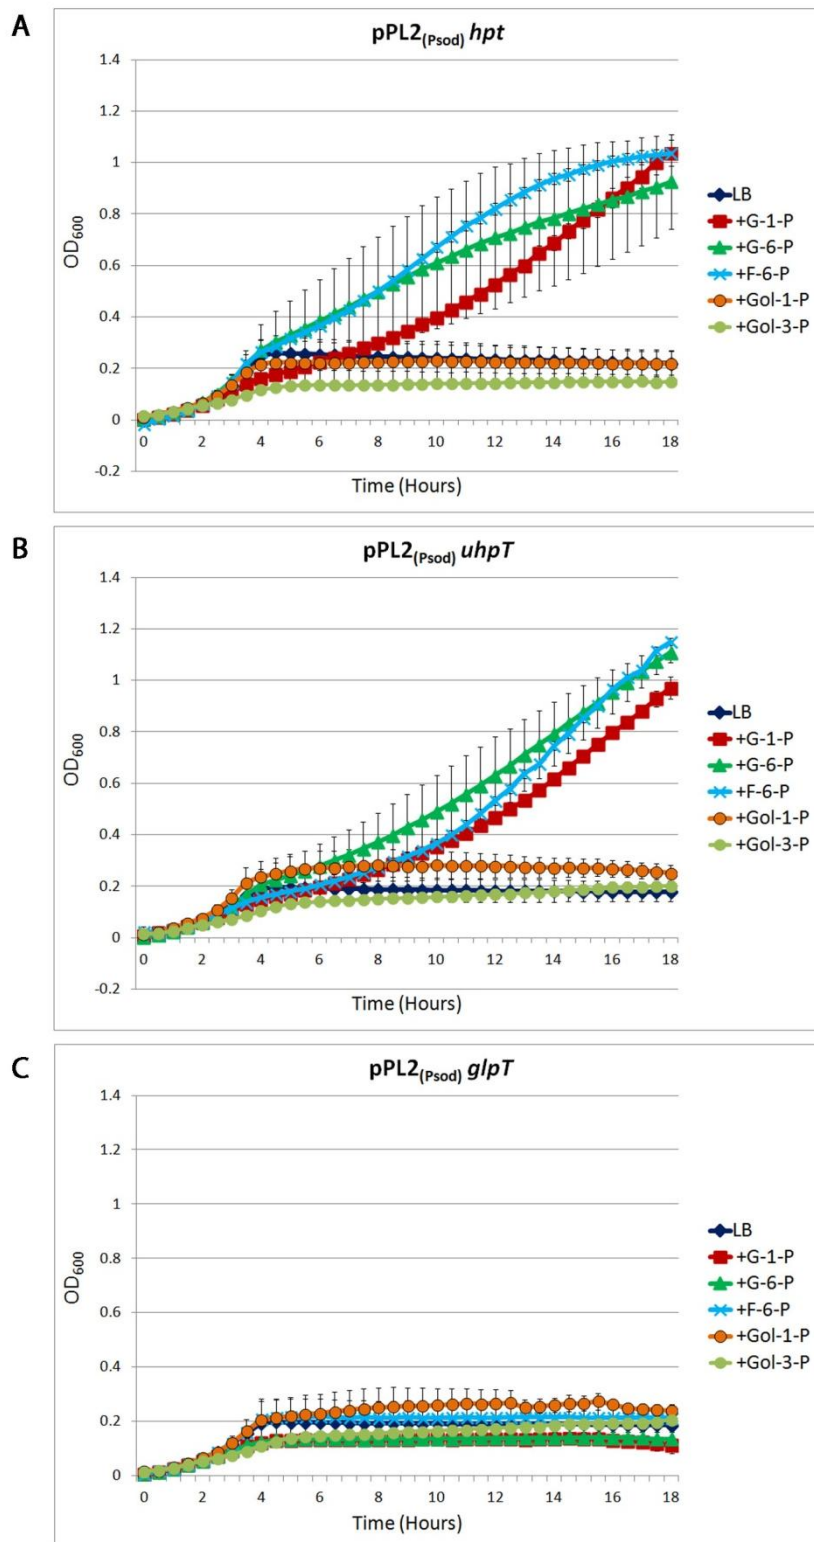 A
pPL2(Psod) hpt
1.4
1.2
1
0.8
0.6
0.4
0.2
0
-0.2
OD600
0 2 4 6 8 10 12 14 16 18
Time (Hours)
LB
+G-1-P
+G-6-P
+F-6-P
+Gol-1-P
+Gol-3-P
B
pPL2(Psod) uhpT
1.4
1.2
1
0.8
0.6
0.4
0.2
0
-0.2
OD600
0 2 4 6 8 10 12 14 16 18
Time (Hours)
LB
+G-1-P
+G-6-P
+F-6-P
+Gol-1-P
+Gol-3-P
C
pPL2(Psod) glpT
1.4
1.2
1
0.8
0.6
0.4
0.2
0
OD600
0 2 4 6 8 10 12 14 16 18
Time (Hours)
LB
+G-1-P
+G-6-P
+F-6-P
+Gol-1-P
+Gol-3-P